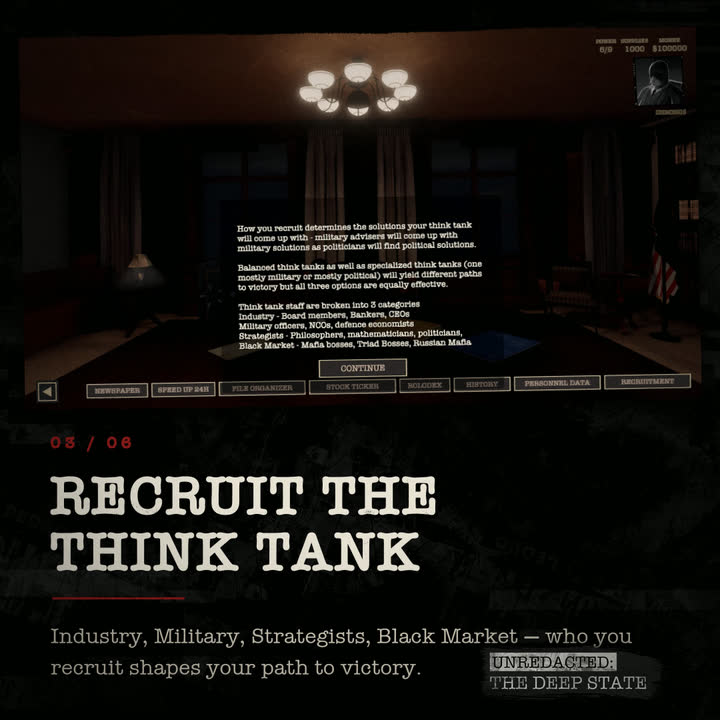 POWER INFLUENCE MONEY
6/9 1000 $100000
How you recruit determines the solutions your think tank
will come up with - military advisers will come up with
military solutions as politicians will find political solutions.
Balanced think tanks as well as specialized think tanks (one
mostly military or mostly political) will yield different paths
to victory but all three options are equally effective.
Think tank staff are broken into 3 categories
Industry - Board members, Bankers, CEOs
Military officers, NCOs, defence economists
Strategists - Philosophers, mathematicians, politicians,
Black Market - Mafia bosses, Triad Bosses, Russian Mafia
CONTINUE
NEWSPAPER SPEED UP 24H FILE ORGANIZER STOCK TICKER ROLODEX HISTORY PERSONNEL DATA RECRUITMENT
03 / 06
RECRUIT THE
THINK TANK
Industry, Military, Strategists, Black Market — who you
recruit shapes your path to victory.
UNREDACTED:
THE DEEP STATE